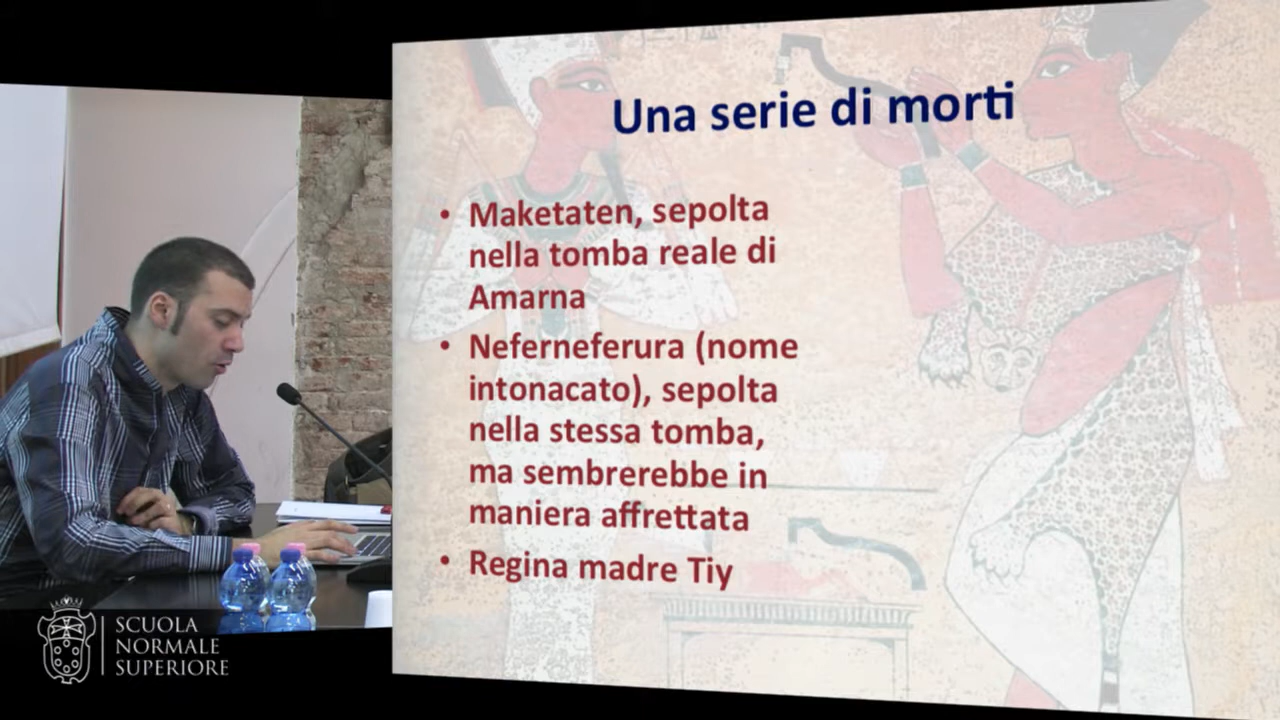 Una serie di morti
• Maketaten, sepolta
nella tomba reale di
Amarna
• Neferneferura (nome
intonacato), sepolta
nella stessa tomba,
ma sembrerebbe in
maniera affrettata
• Regina madre Tiy
SCUOLA
NORMALE
SUPERIORE